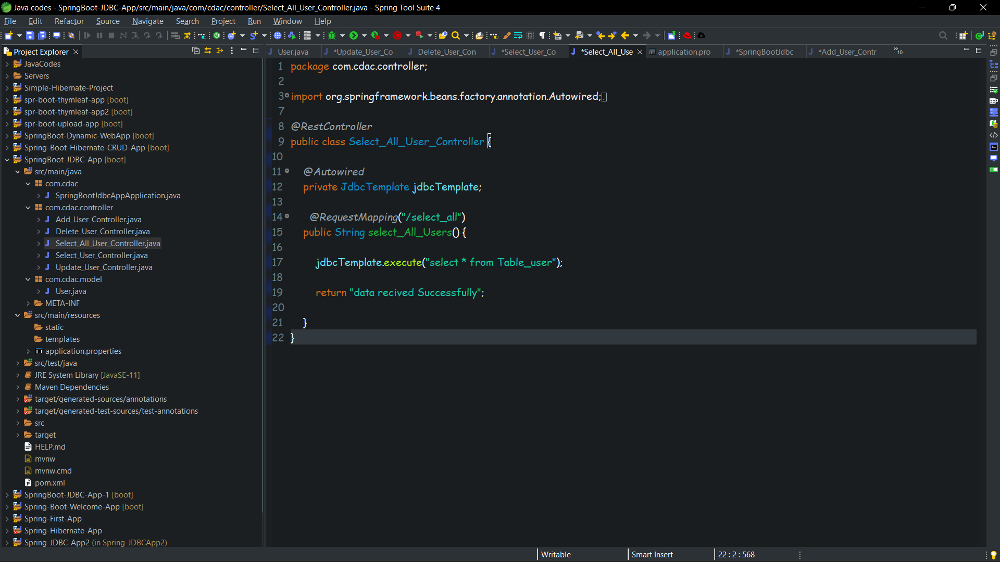 Java codes - SpringBoot-JDBC-App/src/main/java/com/cdac/controller/Select_All_User_Controller.java - Spring Tool Suite 4
File Edit Refactor Source Navigate Search Project Run Window Help
Project Explorer
JavaCodes
Servers
Simple-Hibernate-Project
spr-boot-thymleaf-app [boot]
spr-boot-thymleaf-app2 [boot]
spr-boot-upload-app [boot]
SpringBoot-Dynamic-WebApp [boot]
Spring-Boot-Hibernate-CRUD-App [boot]
SpringBoot-JDBC-App [boot]
src/main/java
com.cdac
SpringBootJdbcAppApplication.java
com.cdac.controller
Add_User_Controller.java
Delete_User_Controller.java
Select_All_User_Controller.java
Select_User_Controller.java
Update_User_Controller.java
com.cdac.model
User.java
META-INF
src/main/resources
static
templates
application.properties
src/test/java
JRE System Library [JavaSE-11]
Maven Dependencies
target/generated-sources/annotations
target/generated-test-sources/test-annotations
src
target
HELP.md
mvnw
mvnw.cmd
pom.xml
SpringBoot-JDBC-App-1 [boot]
Spring-Boot-Welcome-App [boot]
Spring-First-App
Spring-Hibernate-App
Spring-JDBC-App2 (in Spring-JDBCApp2)
User.java *Update_User_Co Delete_User_Con *Select_User_Co *Select_All_Use application.pro *SpringBootJdbc *Add_User_Contr »10
1 package com.cdac.controller;
2
3 import org.springframework.beans.factory.annotation.Autowired;
7
8 @RestController
9 public class Select_All_User_Controller {
10
11 @Autowired
12 private JdbcTemplate jdbcTemplate;
13
14 @RequestMapping("/select_all")
15 public String select_All_Users() {
16
17 jdbcTemplate.execute("select * from Table_user");
18
19 return "data recived Successfully";
20
21 }
22 }
Writable Smart Insert 22 : 2 : 568